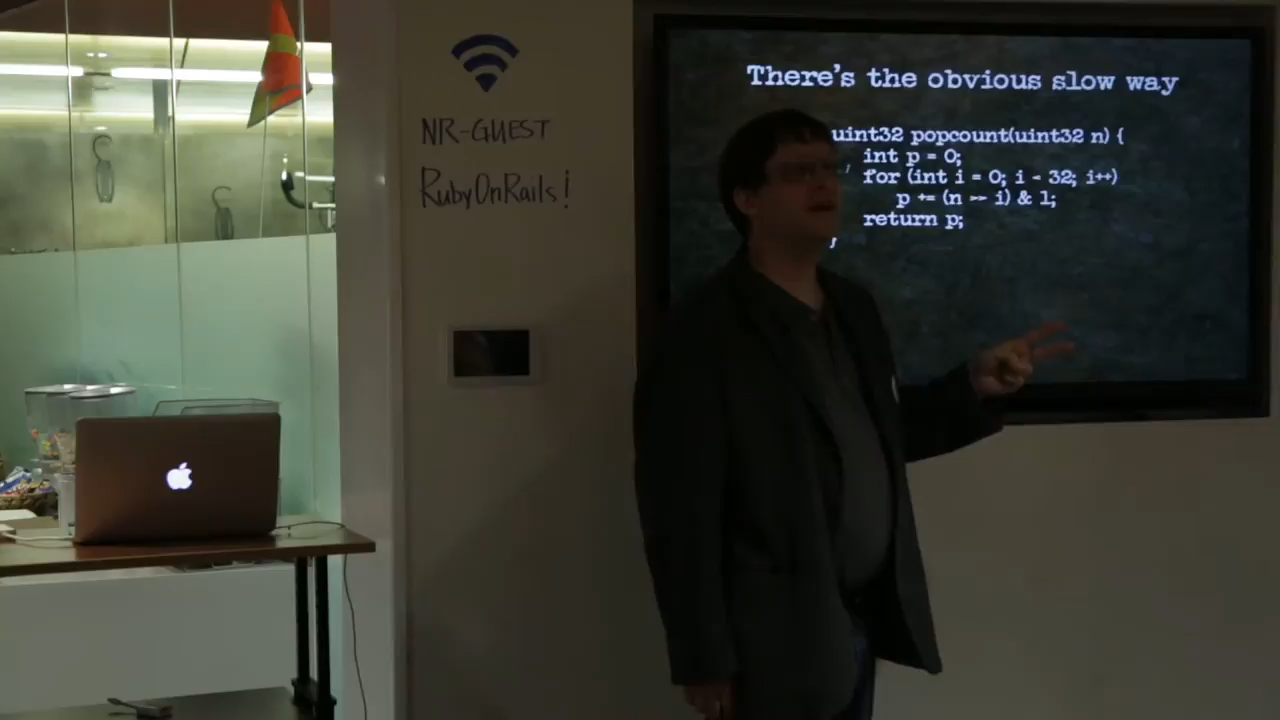 NR-GUEST
RubyOnRails!
There's the obvious slow way
uint32 popcount(uint32 n) {
int p = 0;
for (int i = 0; i < 32; i++)
p += (n >> i) & 1;
return p;
}